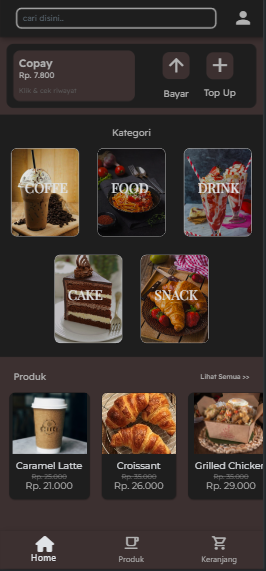 cari disini..
Copay
Rp. 7.800
Klik & cek riwayat
Bayar
Top Up
Kategori
COFFE
FOOD
DRINK
CAKE
SNACK
Produk
Lihat Semua >>
Caramel Latte
Croissant
Grilled Chicken
Rp. 25.000
Rp. 35.000
Rp. 35.000
Rp. 21.000
Rp. 26.000
Rp. 29.000
Home
Produk
Keranjang